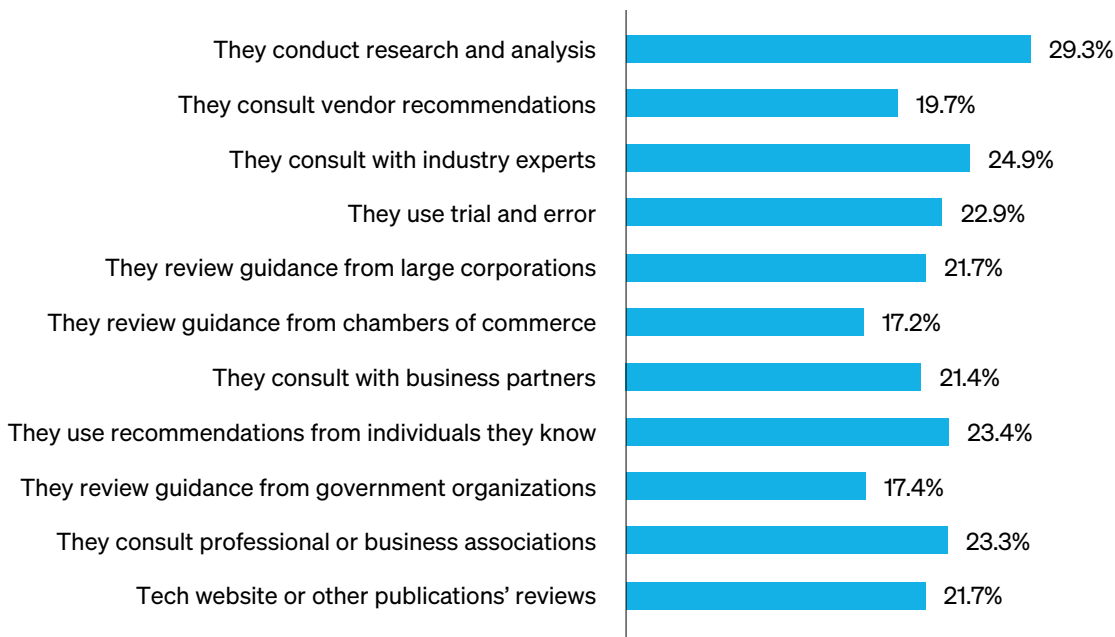 They conduct research and analysis 29.3%
They consult vendor recommendations 19.7%
They consult with industry experts 24.9%
They use trial and error 22.9%
They review guidance from large corporations 21.7%
They review guidance from chambers of commerce 17.2%
They consult with business partners 21.4%
They use recommendations from individuals they know 23.4%
They review guidance from government organizations 17.4%
They consult professional or business associations 23.3%
Tech website or other publications’ reviews 21.7%